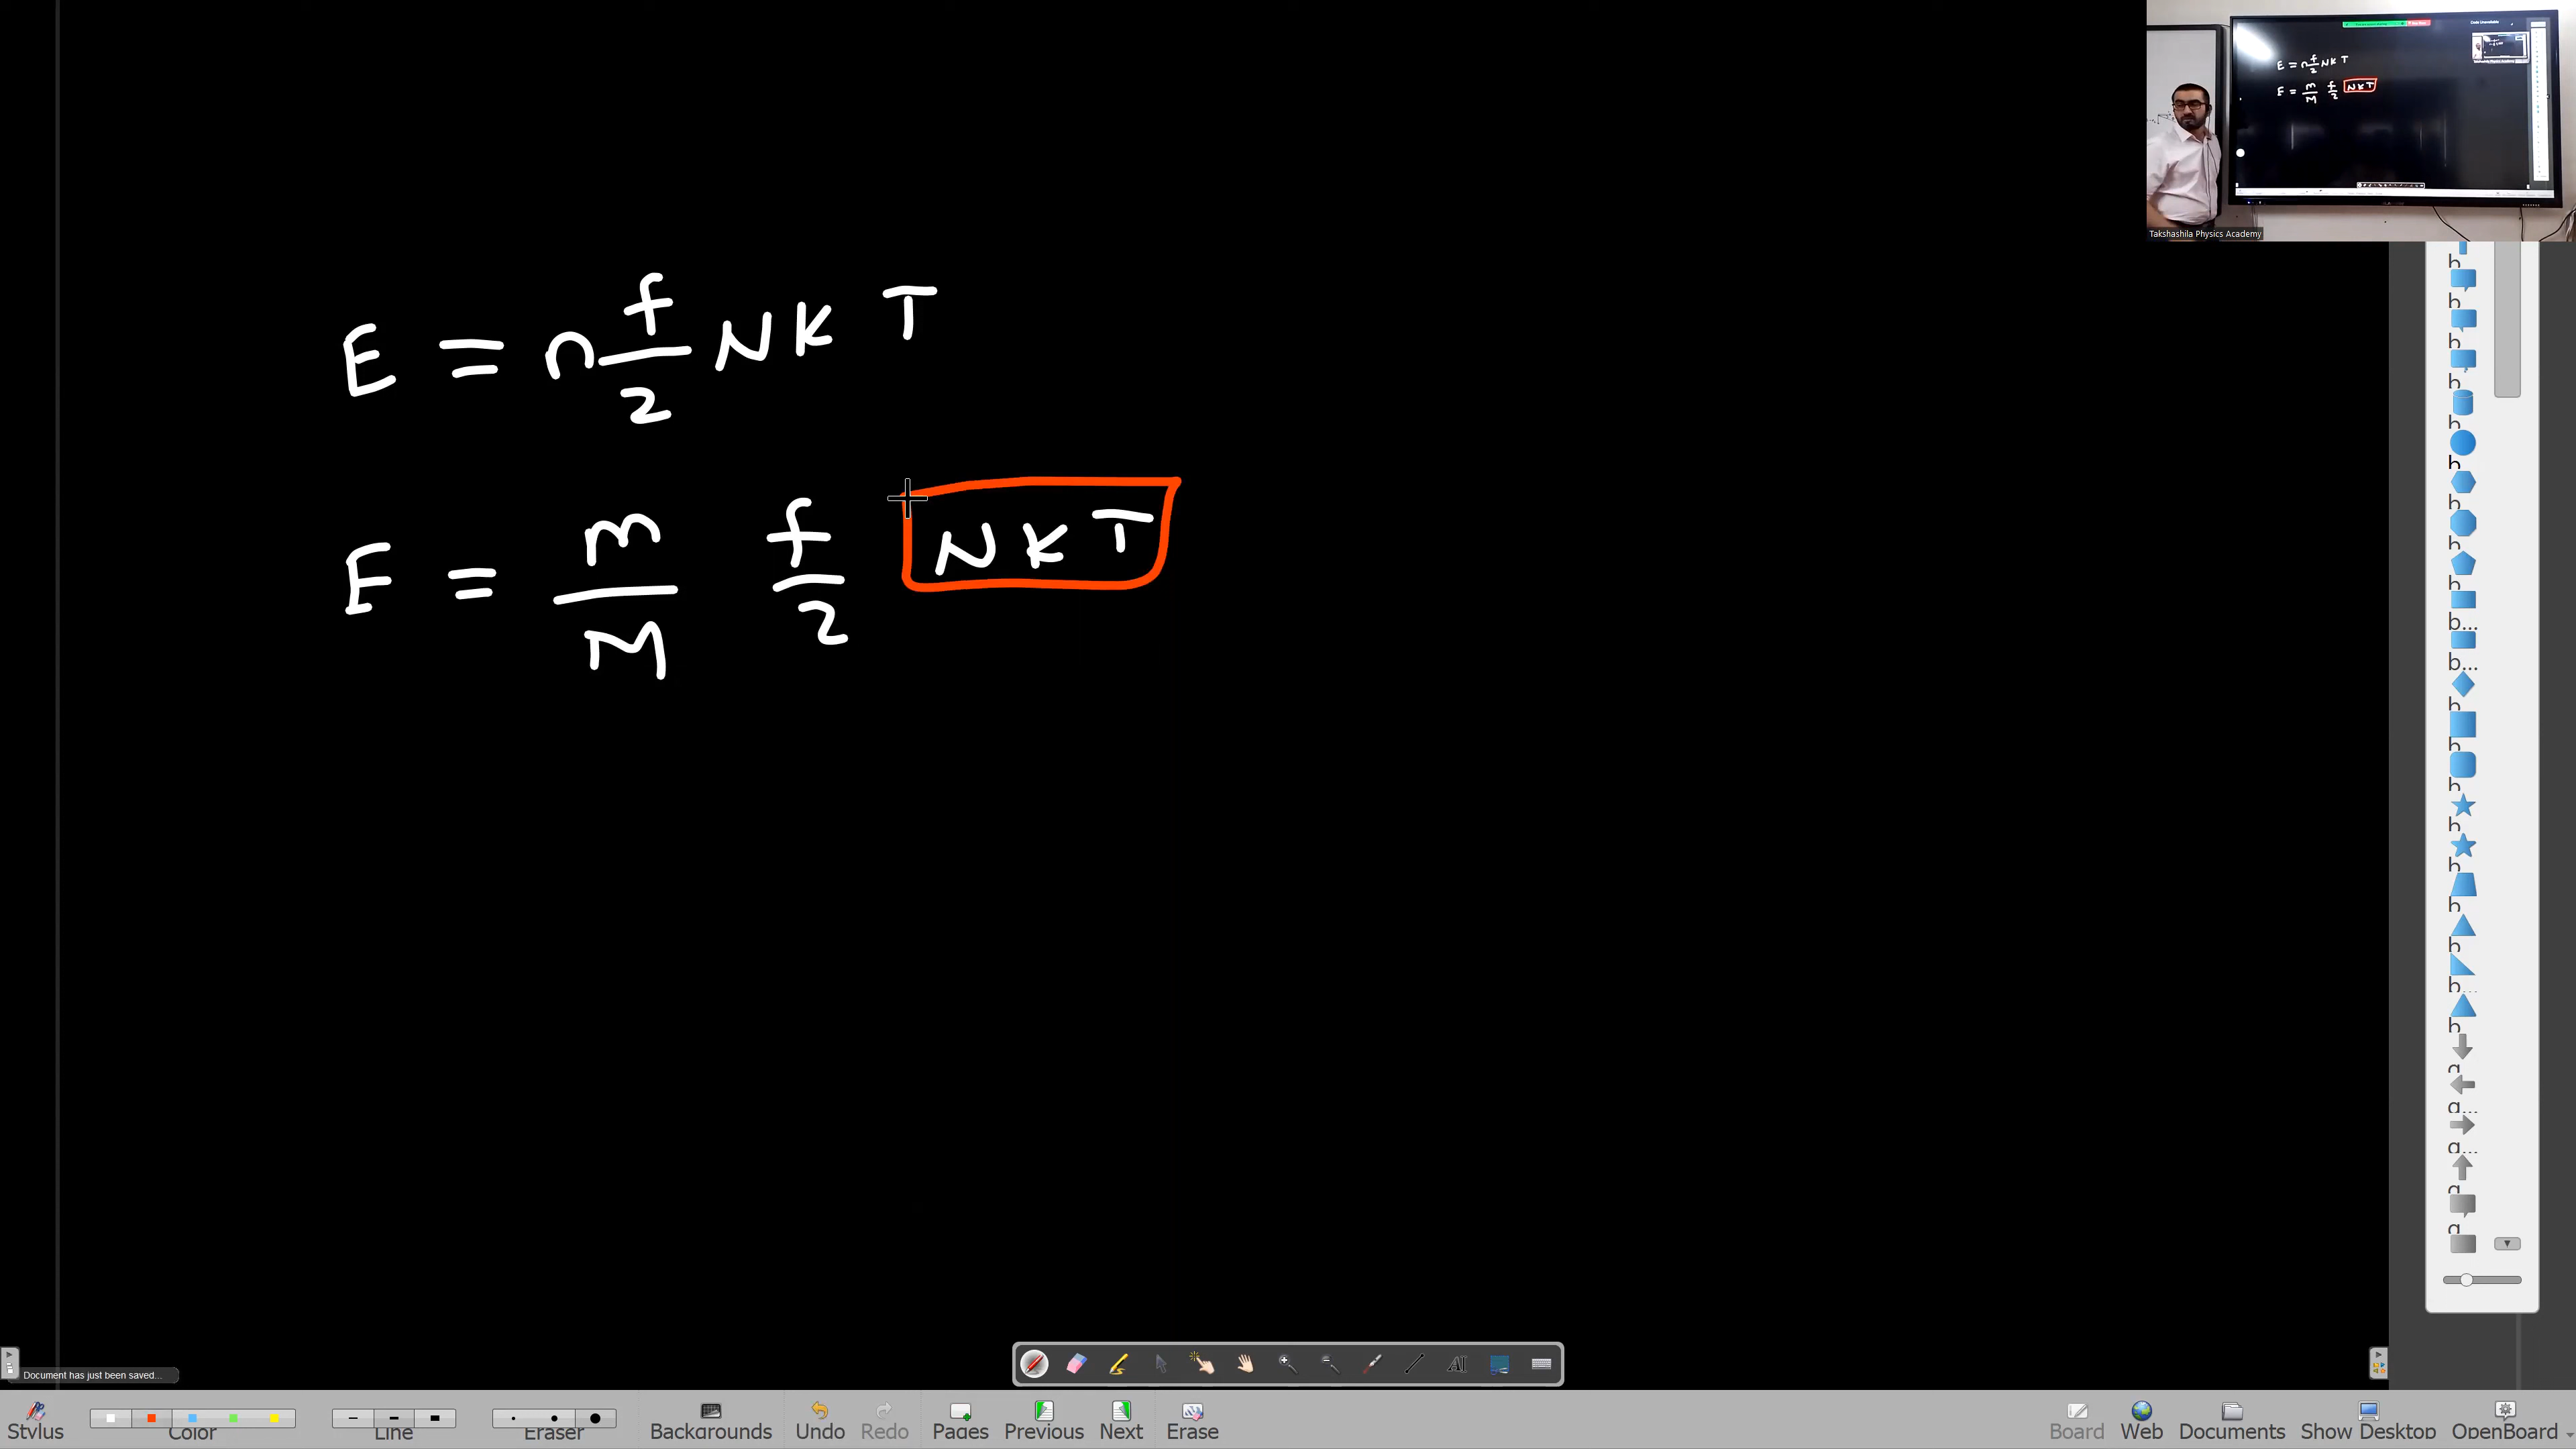 Takshashila Physics Academy
E = n f/2 N K T
E = m/M f/2 N K T
b
b
b
b
b
b
b
b
b
b...
b...
b
b
b
b
b
b
b
b
b...
b
q
q...
q...
q
q
Document has just been saved...
Stylus
Color
Line
Eraser
Backgrounds
Undo
Redo
Pages
Previous
Next
Erase
Board
Web
Documents
Show Desktop
OpenBoard